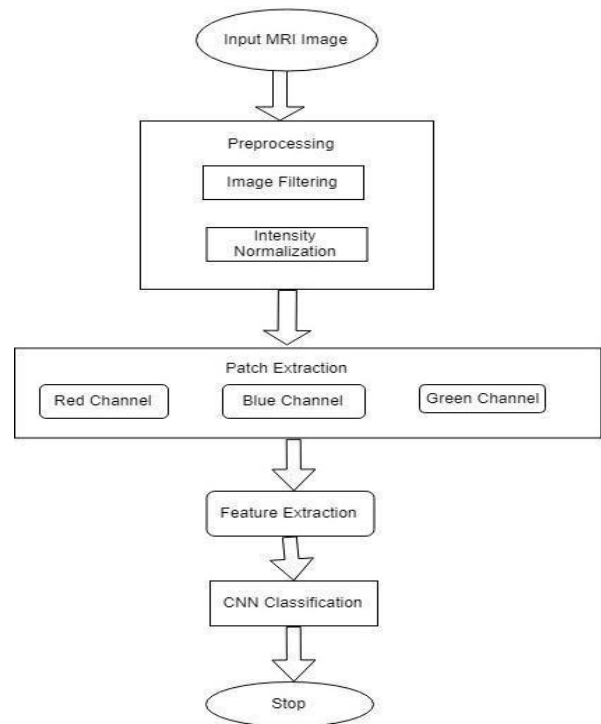 Input MRI Image
Preprocessing
Image Filtering
Intensity
Normalization
Patch Extraction
Red Channel
Blue Channel
Green Channel
Feature Extraction
CNN Classification
Stop